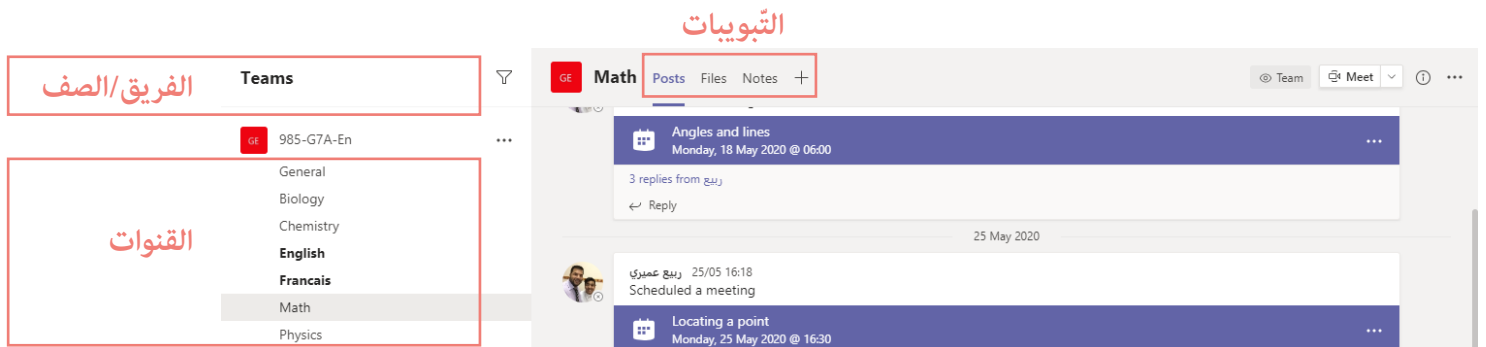 التّبويبات
الفريق/الصف
Teams
GE 985-G7A-En
القنوات
General
Biology
Chemistry
English
Francais
Math
Physics
GE Math Posts Files Notes
Team Meet
Angles and lines
Monday, 18 May 2020 @ 06:00
3 replies from ربيع
Reply
25 May 2020
ربيع عميري 25/05 16:18
Scheduled a meeting
Locating a point
Monday, 25 May 2020 @ 16:30